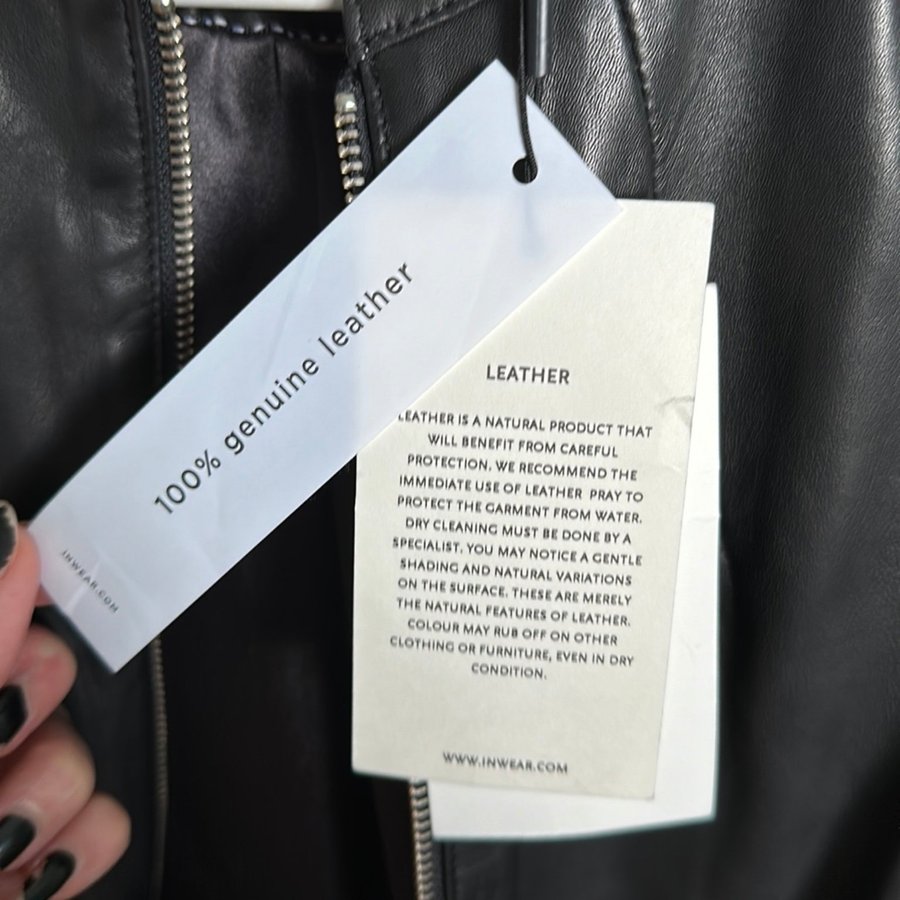 100% genuine leather
INWEAR.COM
LEATHER
LEATHER IS A NATURAL PRODUCT THAT
WILL BENEFIT FROM CAREFUL
PROTECTION. WE RECOMMEND THE
IMMEDIATE USE OF LEATHER PRAY TO
PROTECT THE GARMENT FROM WATER.
DRY CLEANING MUST BE DONE BY A
SPECIALIST. YOU MAY NOTICE A GENTLE
SHADING AND NATURAL VARIATIONS
ON THE SURFACE. THESE ARE MERELY
THE NATURAL FEATURES OF LEATHER.
COLOUR MAY RUB OFF ON OTHER
CLOTHING OR FURNITURE, EVEN IN DRY
CONDITION.
WWW.INWEAR.COM